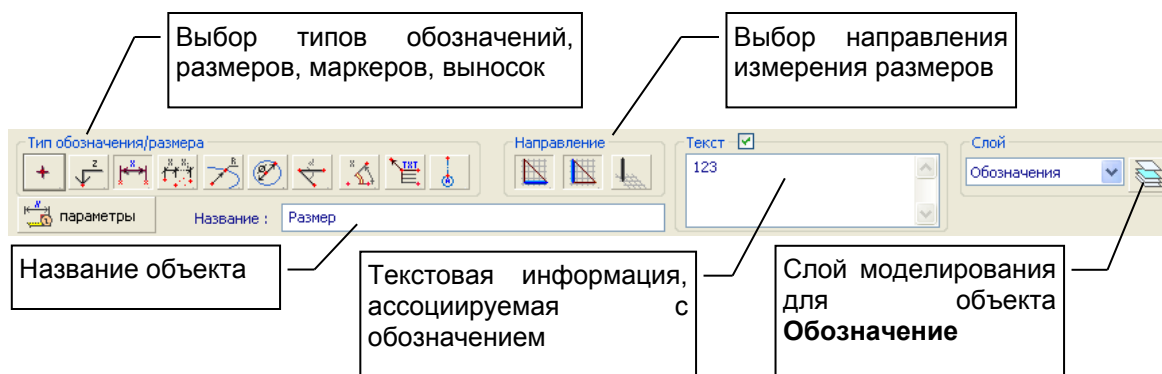 Выбор типов обозначений,
размеров, маркеров, выносок
Выбор направления
измерения размеров
Тип обозначения/размера
Направление
Текст
Слой
123
Обозначения
параметры
Название :
Размер
Название объекта
Текстовая информация,
ассоциируемая с
обозначением
Слой моделирования
для объекта
Обозначение